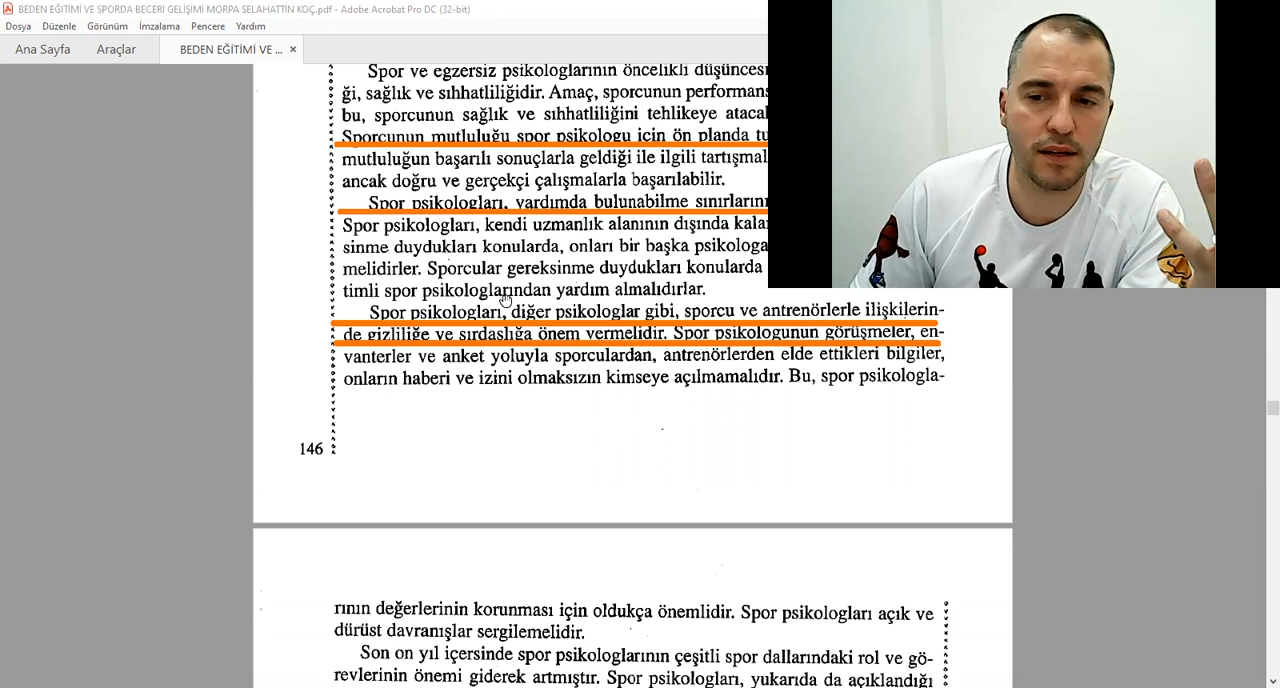 BEDEN EĞİTİMİ VE SPORDA BECERİ GELİŞİMİ MORPA SELAHATTIN KOÇ.pdf - Adobe Acrobat Pro DC (32-bit)
Dosya Düzenle Görünüm İmzalama Pencere Yardım
Ana Sayfa Araçlar BEDEN EĞİTİMİ VE ... ×
Spor ve egzersiz psikologlarının öncelikli düşünces
ği, sağlık ve sıhhatliliğidir. Amaç, sporcunun performans
bu, sporcunun sağlık ve sıhhatliliğini tehlikeye atacal
Sporcunun mutluluğu spor psikologu için ön planda tu
mutluluğun başarılı sonuçlarla geldiği ile ilgili tartışmal
ancak doğru ve gerçekçi çalışmalarla başarılabilir.
Spor psikologları, yardımda bulunabilme sınırların
Spor psikologları, kendi uzmanlık alanının dışında kala
sinme duydukları konularda, onları bir başka psikologa
melidirler. Sporcular gereksinme duydukları konularda
timli spor psikologlarından yardım almalıdırlar.
Spor psikologları, diğer psikologlar gibi, sporcu ve antrenörlerle ilişkilerin-
de gizliliğe ve sırdaşlığa önem vermelidir. Spor psikologunun görüşmeler, en-
vanterler ve anket yoluyla sporculardan, antrenörlerden elde ettikleri bilgiler,
onların haberi ve izini olmaksızın kimseye açılmamalıdır. Bu, spor psikologla-
146
rının değerlerinin korunması için oldukça önemlidir. Spor psikologları açık ve
dürüst davranışlar sergilemelidir.
Son on yıl içersinde spor psikologlarının çeşitli spor dallarındaki rol ve gö-
revlerinin önemi giderek artmıştır. Spor psikologları, yukarıda da açıklandığı